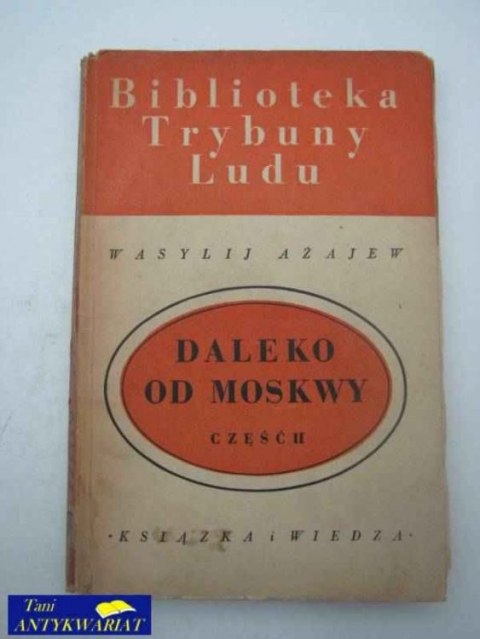 Biblioteka
Trybuny
Ludu
WASYLIJ AŻAJEW
DALEKO
OD MOSKWY
CZĘŚĆ II
·KSIĄŻKA i WIEDZA·
Tani
ANTYKWARIAT